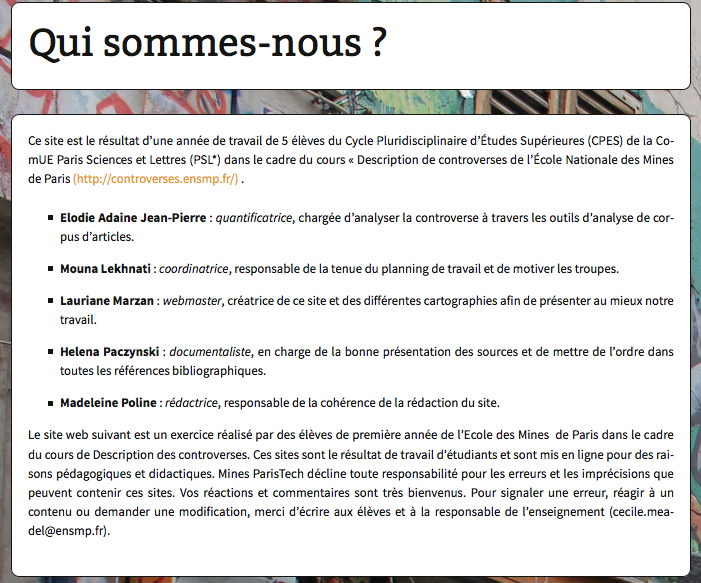 Qui sommes-nous ?
Ce site est le résultat d’une année de travail de 5 élèves du Cycle Pluridisciplinaire d’Études Supérieures (CPES) de la Co-
mUE Paris Sciences et Lettres (PSL*) dans le cadre du cours « Description de controverses de l’École Nationale des Mines
de Paris (http://controverses.ensmp.fr/) .
▪ Elodie Adaine Jean-Pierre : quantificatrice, chargée d’analyser la controverse à travers les outils d’analyse de cor-
pus d’articles.
▪ Mouna Lekhnati : coordinatrice, responsable de la tenue du planning de travail et de motiver les troupes.
▪ Lauriane Marzan : webmaster, créatrice de ce site et des différentes cartographies afin de présenter au mieux notre
travail.
▪ Helena Paczynski : documentaliste, en charge de la bonne présentation des sources et de mettre de l’ordre dans
toutes les références bibliographiques.
▪ Madeleine Poline : rédactrice, responsable de la cohérence de la rédaction du site.
Le site web suivant est un exercice réalisé par des élèves de première année de l’Ecole des Mines de Paris dans le cadre
du cours de Description des controverses. Ces sites sont le résultat de travail d’étudiants et sont mis en ligne pour des rai-
sons pédagogiques et didactiques. Mines ParisTech décline toute responsabilité pour les erreurs et les imprécisions que
peuvent contenir ces sites. Vos réactions et commentaires sont très bienvenus. Pour signaler une erreur, réagir à un
contenu ou demander une modification, merci d’écrire aux élèves et à la responsable de l’enseignement (cecile.mea-
del@ensmp.fr).